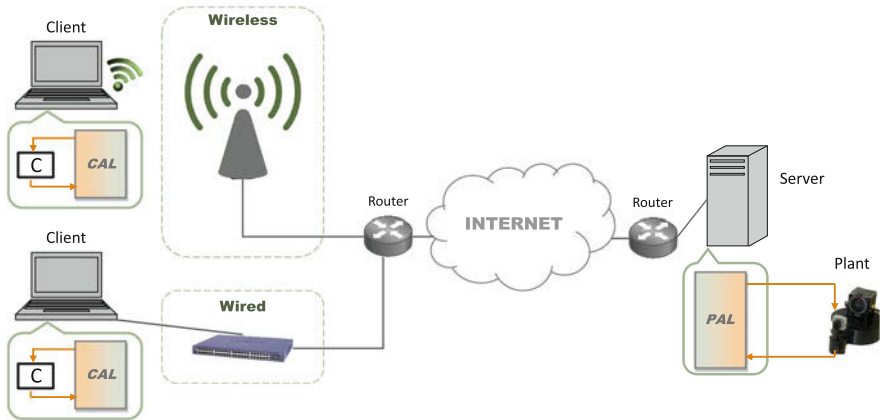 Client
Wireless
C
CAL
Router
INTERNET
Router
Server
Client
Wired
C
CAL
PAL
Plant